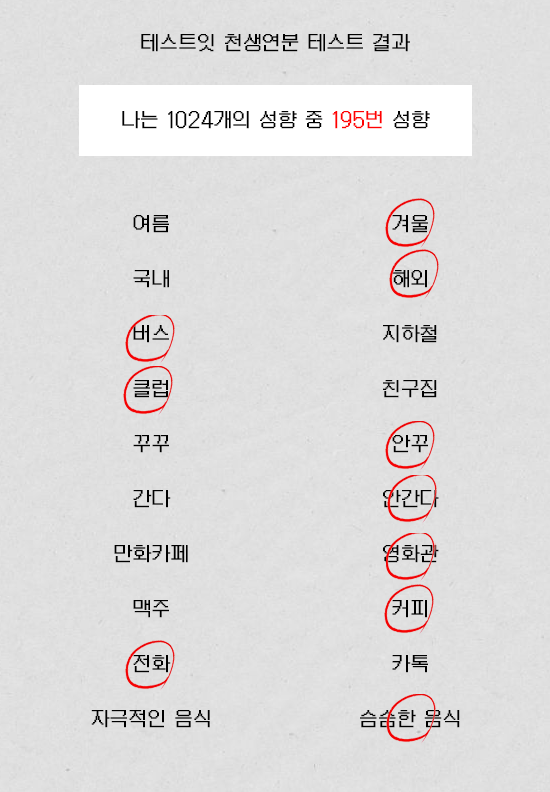 테스트잇 천생연분 테스트 결과
나는 1024개의 성향 중 195번 성향
여름 겨울
국내 해외
버스 지하철
클럽 친구집
꾸꾸 안꾸
간다 안간다
만화카페 영화관
맥주 커피
전화 카톡
자극적인 음식 슴슴한 음식